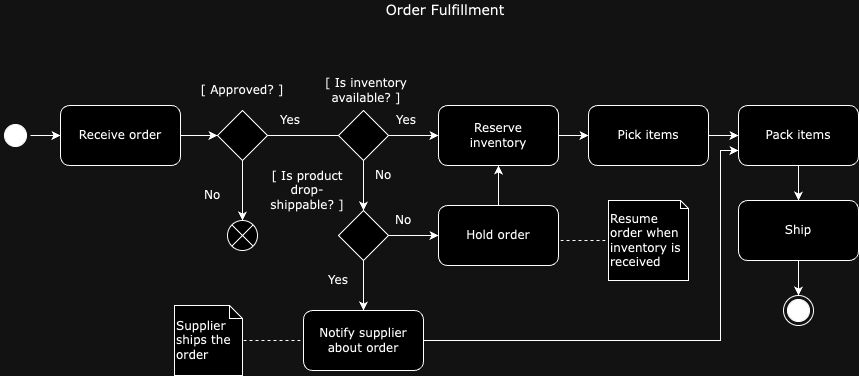 Order Fulfillment
[ Approved? ]
[ Is inventory
available? ]
Yes
Yes
Receive order
Reserve
inventory
Pick items
Pack items
[ Is product
drop-
shippable? ]
No
No
No
Hold order
Resume
order when
inventory is
received
Ship
Yes
Supplier
ships the
order
Notify supplier
about order